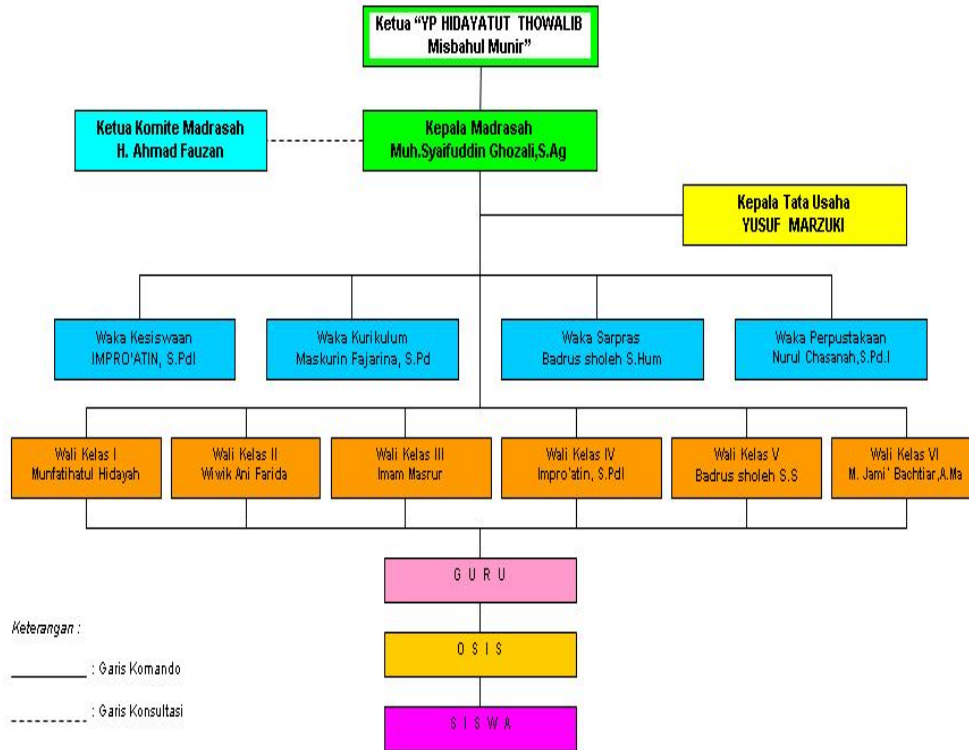 Ketua “YP HIDAYATUT THOWALIB
Misbahul Munir”
Ketua Komite Madrasah
H. Ahmad Fauzan
Kepala Madrasah
Muh.Syaifuddin Ghozali,S.Ag
Kepala Tata Usaha
YUSUF MARZUKI
Waka Kesiswaan
IMPRO'ATIN, S.PdI
Waka Kurikulum
Maskurin Fajarina, S.Pd
Waka Sarpras
Badrus sholeh S.Hum
Waka Perpustakaan
Nurul Chasanah,S.Pd.I
Wali Kelas I
Munfatihatul Hidayah
Wali Kelas II
Wiwik Ani Farida
Wali Kelas III
Imam Masrur
Wali Kelas IV
Impro'atin, S.PdI
Wali Kelas V
Badrus sholeh S.S
Wali Kelas VI
M. Jami' Bachtiar,A.Ma
G U R U
O S I S
S I S W A
Keterangan :
: Garis Komando
: Garis Konsultasi